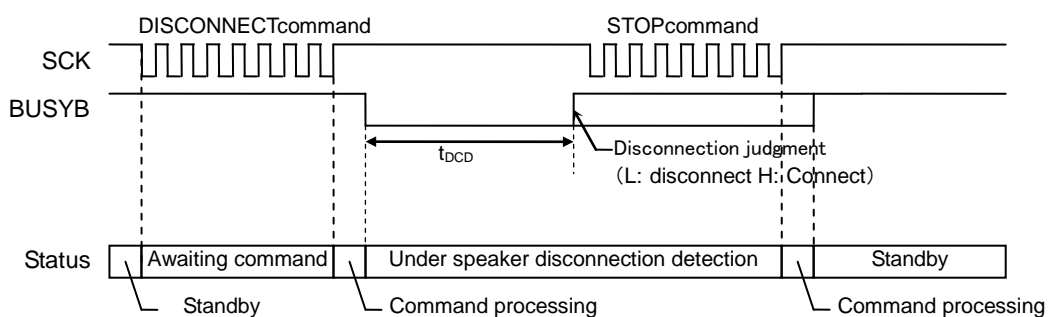 DISCONNECTcommand
STOPcommand
SCK
BUSYB
tDCD
Disconnection judgment
(L: disconnect H: Connect)
Status
Awaiting command
Under speaker disconnection detection
Standby
Standby
Command processing
Command processing